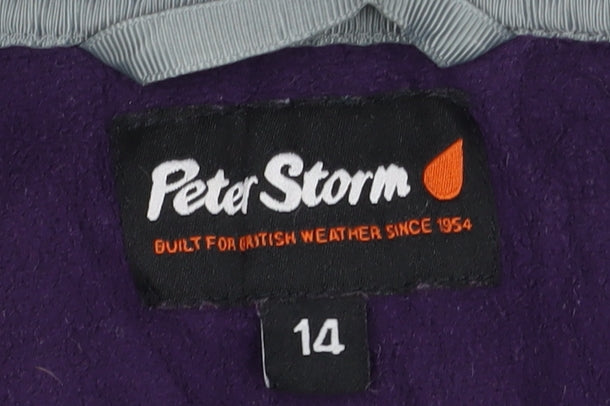 Peter Storm
BUILT FOR BRITISH WEATHER SINCE 1954
14